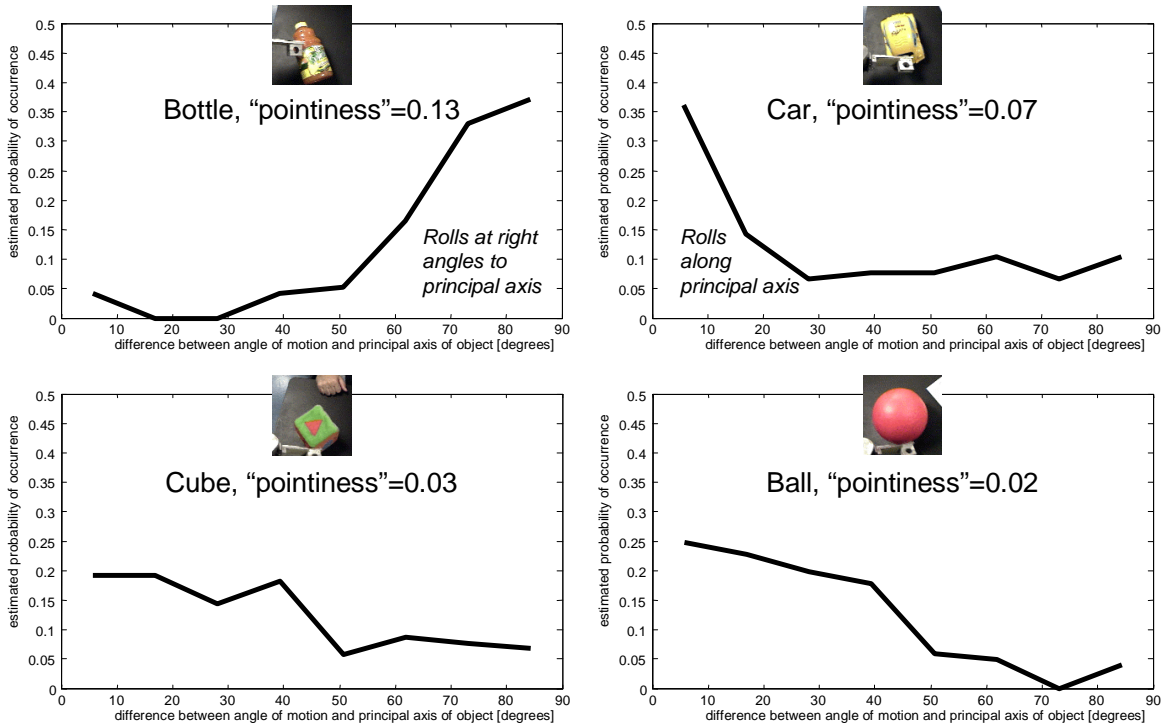 0.5
0.45
0.4
0.35
0.3
0.25
0.2
0.15
0.1
0.05
0
estimated probability of occurrence
Bottle, “pointiness”=0.13
Rolls at right
angles to
principal axis
0 10 20 30 40 50 60 70 80 90
difference between angle of motion and principal axis of object [degrees]
0.5
0.45
0.4
0.35
0.3
0.25
0.2
0.15
0.1
0.05
0
estimated probability of occurrence
Car, “pointiness”=0.07
Rolls
along
principal axis
0 10 20 30 40 50 60 70 80 90
difference between angle of motion and principal axis of object [degrees]
0.5
0.45
0.4
0.35
0.3
0.25
0.2
0.15
0.1
0.05
0
estimated probability of occurrence
Cube, “pointiness”=0.03
0 10 20 30 40 50 60 70 80 90
difference between angle of motion and principal axis of object [degrees]
0.5
0.45
0.4
0.35
0.3
0.25
0.2
0.15
0.1
0.05
0
estimated probability of occurrence
Ball, “pointiness”=0.02
0 10 20 30 40 50 60 70 80 90
difference between angle of motion and principal axis of object [degrees]